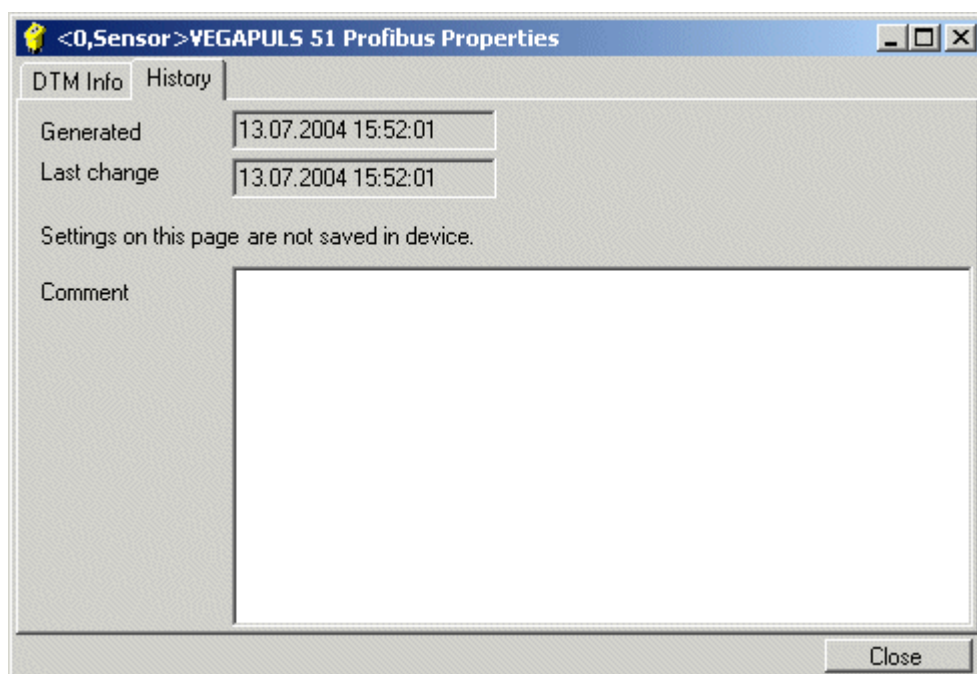 <0,Sensor>VEGAPULS 51 Profibus Properties
DTM Info History
Generated 13.07.2004 15:52:01
Last change 13.07.2004 15:52:01
Settings on this page are not saved in device.
Comment
Close